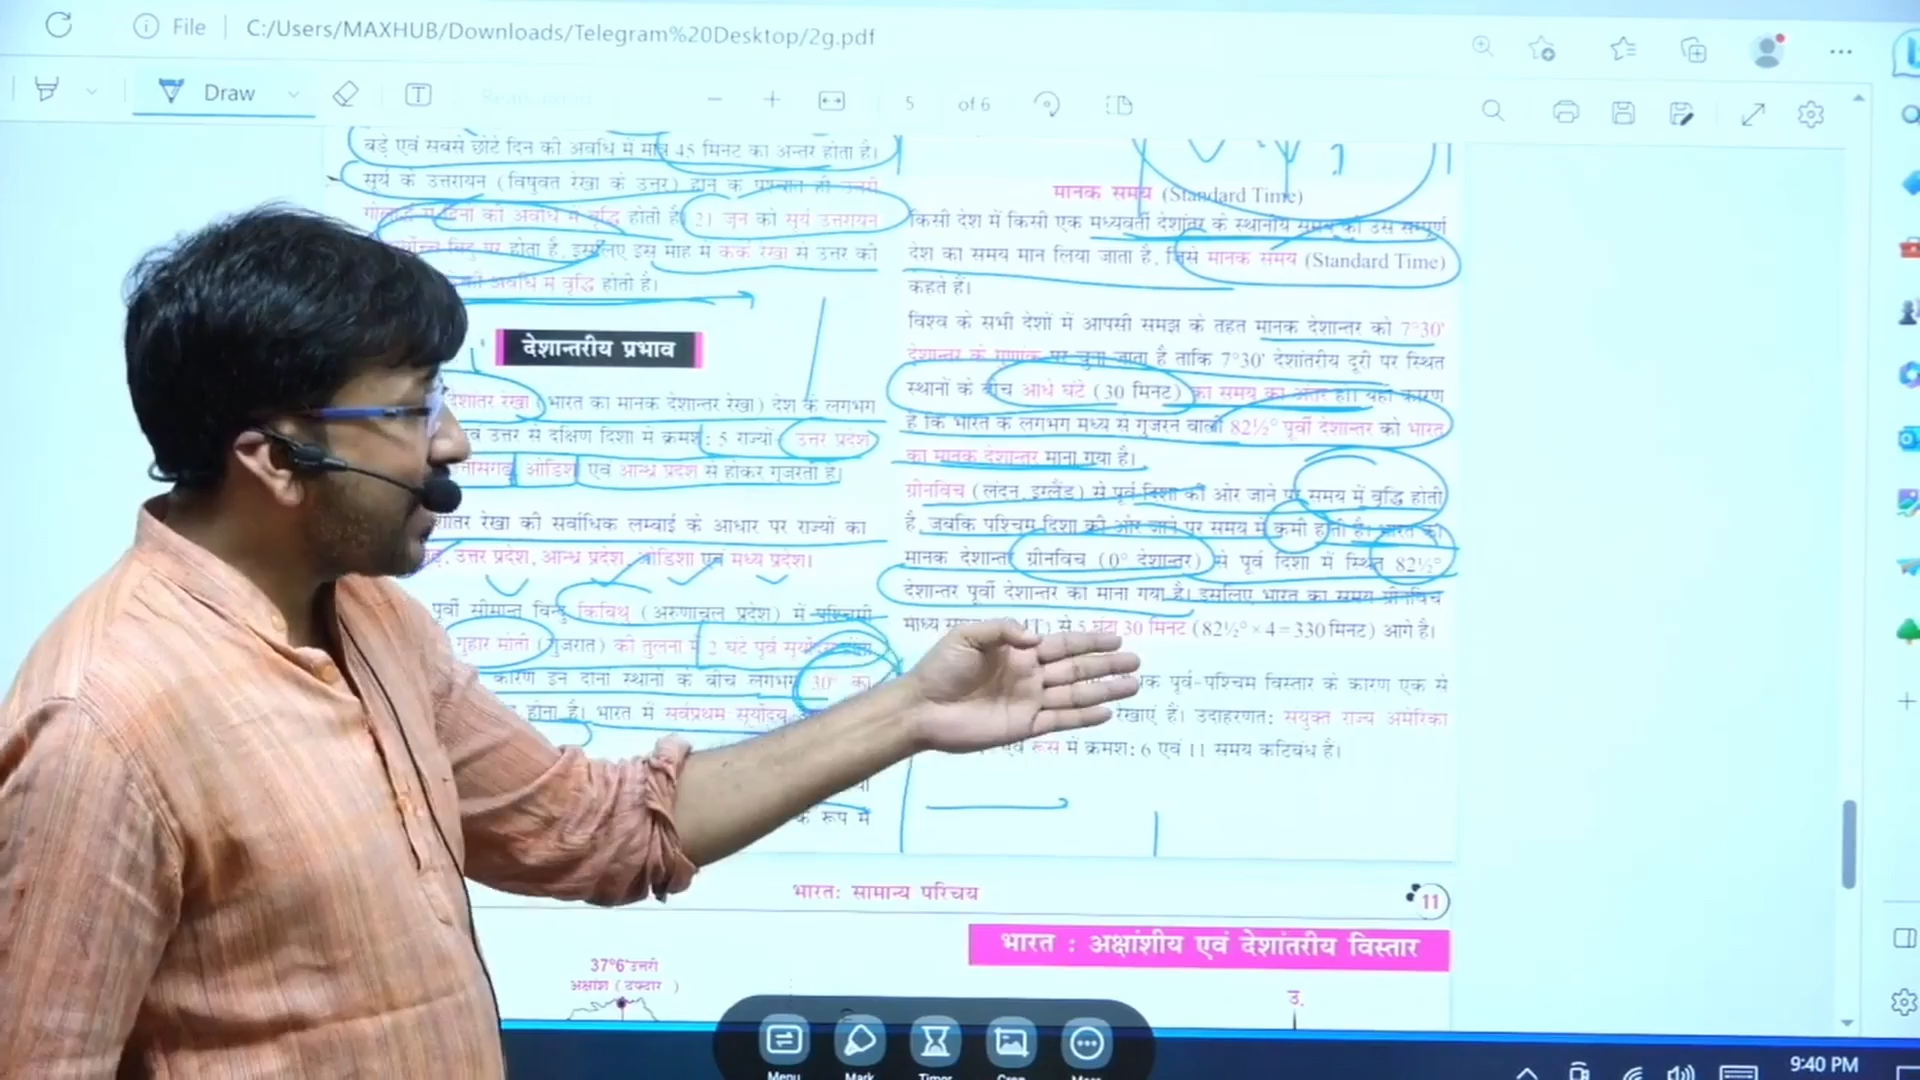 File
C:/Users/MAXHUB/Downloads/Telegram%20Desktop/2g.pdf
Draw
5 of 6
बड़े एवं सबसे छोटे दिन की अवधि में मात्र 45 मिनट का अन्तर होता है।
सूर्य के उत्तरायन (विषुवत रेखा के उत्तर) होने के पश्चात ही उत्तरी
में दिनों की अवधि में वृद्धि होती है 21 जून को सूर्य उत्तरायन
बिंदु पर होता है, इसलिए इस माह में कर्क रेखा से उत्तर की
की अवधि में वृद्धि होती है।
देशान्तरीय प्रभाव
देशांतर रेखा (भारत का मानक देशान्तर रेखा) देश के लगभग
उत्तर से दक्षिण दिशा में क्रमश: 5 राज्यों उत्तर प्रदेश
ओडिशा एवं आन्ध्र प्रदेश से होकर गुजरती है।
रेखा की सर्वाधिक लम्बाई के आधार पर राज्यों का
उत्तर प्रदेश, आन्ध्र प्रदेश, ओडिशा एवं मध्य प्रदेश।
पूर्वी सीमान्त बिन्दु किबिथु (अरुणाचल प्रदेश) में पश्चिमी
गुहार मोती (गुजरात) की तुलना में 2 घंटे पूर्व सूर्योदय
कारण इन दोनों स्थानों के बीच लगभग 30° का
होता है। भारत में सर्वप्रथम सूर्योदय
के रूप में
मानक समय (Standard Time)
किसी देश में किसी एक मध्यवर्ती देशांतर के स्थानीय समय को उस सम्पूर्ण
देश का समय मान लिया जाता है, जिसे मानक समय (Standard Time)
कहते हैं।
विश्व के सभी देशों में आपसी समझ के तहत मानक देशान्तर को 7°30'
देशान्तर के गुणांक पर चुना जाता है ताकि 7°30' देशांतरीय दूरी पर स्थित
स्थानों के बीच आधे घंटे (30 मिनट) का समय का अंतर हो। यही कारण
है कि भारत के लगभग मध्य से गुजरने वाली 82½° पूर्वी देशान्तर को भारत
का मानक देशान्तर माना गया है।
ग्रीनविच (लंदन, इंग्लैंड) से पूर्व दिशा की ओर जाने पर समय में वृद्धि होती
है, जबकि पश्चिम दिशा की ओर जाने पर समय में कमी होती है। भारत का
मानक देशान्तर ग्रीनविच (0° देशान्तर) से पूर्व दिशा में स्थित 82½°
देशान्तर पूर्वी देशान्तर को माना गया है। इसलिए भारत का समय ग्रीनविच
माध्य से 5 घंटा 30 मिनट (82½° × 4 = 330 मिनट) आगे है।
पूर्व-पश्चिम विस्तार के कारण एक से
रेखाएं हैं। उदाहरणत: संयुक्त राज्य अमेरिका
एवं रूस में क्रमश: 6 एवं 11 समय कटिबंध है।
भारत: सामान्य परिचय
11
भारत : अक्षांशीय एवं देशांतरीय विस्तार
37°6' उत्तरी
अक्षांश (दफ्दार)
उ.
Menu
Mark
Timer
9:40 PM